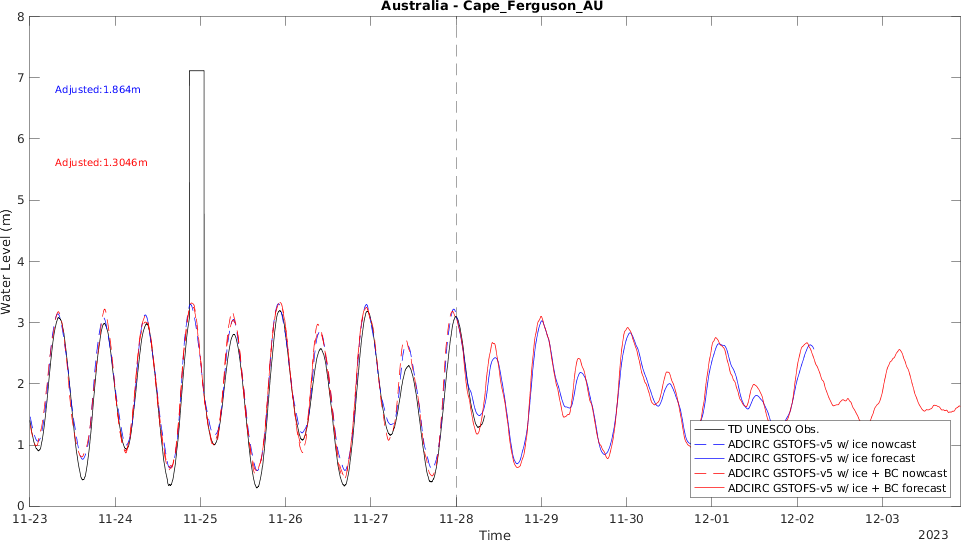 Australia - Cape_Ferguson_AU
8
7
6
5
4
3
2
1
0
Water Level (m)
Adjusted:1.864m
Adjusted:1.3046m
TD UNESCO Obs.
ADCIRC GSTOFS-v5 w/ ice nowcast
ADCIRC GSTOFS-v5 w/ ice forecast
ADCIRC GSTOFS-v5 w/ ice + BC nowcast
ADCIRC GSTOFS-v5 w/ ice + BC forecast
11-23 11-24 11-25 11-26 11-27 11-28 11-29 11-30 12-01 12-02 12-03
Time
2023